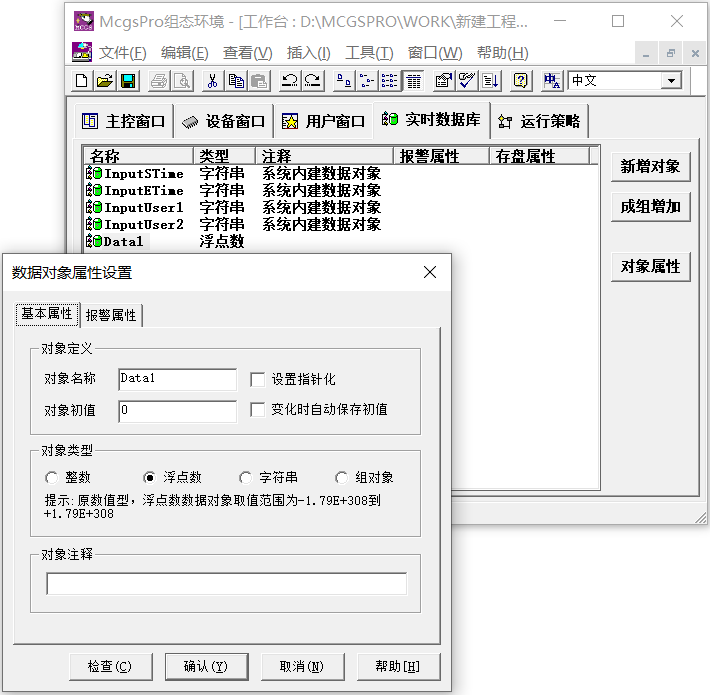 McgsPro组态环境 - [工作台 : D:\MCGSPRO\WORK\新建工程...
文件(F) 编辑(E) 查看(V) 插入(I) 工具(T) 窗口(W) 帮助(H)
中文
主控窗口 设备窗口 用户窗口 实时数据库 运行策略
名称 类型 注释 报警属性 存盘属性
InputSTime 字符串 系统内建数据对象
InputETime 字符串 系统内建数据对象
InputUser1 字符串 系统内建数据对象
InputUser2 字符串 系统内建数据对象
Data1 浮点数
新增对象
成组增加
对象属性
数据对象属性设置
基本属性 报警属性
对象定义
对象名称 Data1 设置指针化
对象初值 0 变化时自动保存初值
对象类型
整数 浮点数 字符串 组对象
提示:原数值型，浮点数数据对象取值范围为-1.79E+308到
+1.79E+308
对象注释
检查(C) 确认(Y) 取消(N) 帮助[H]